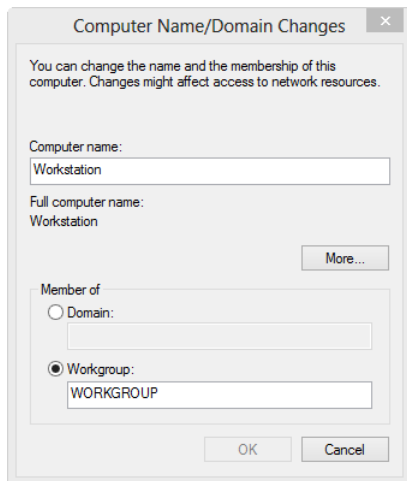 Computer Name/Domain Changes
You can change the name and the membership of this
computer. Changes might affect access to network resources.
Computer name:
Workstation
Full computer name:
Workstation
More...
Member of
Domain:
Workgroup:
WORKGROUP
OK Cancel